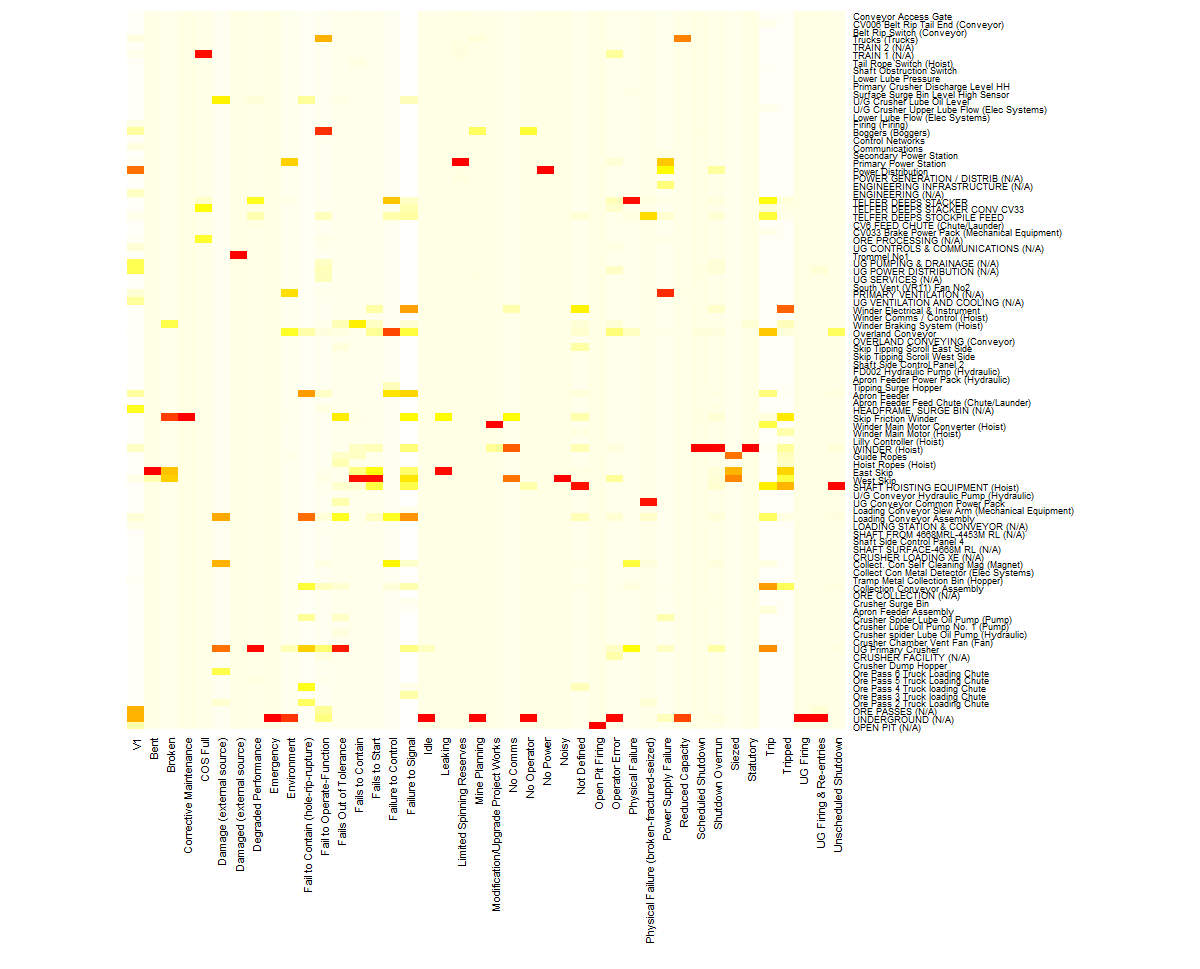 Conveyor Access Gate
CV006 Belt Rip Tail End (Conveyor)
Belt Rip Switch (Conveyor)
Trucks (Trucks)
TRAIN 2 (N/A)
TRAIN 1 (N/A)
Tail Rope Switch (Hoist)
Shaft Obstruction Switch
Lower Lube Pressure
Primary Crusher Discharge Level HH
Surface Surge Bin Level High Sensor
U/G Crusher Lube Oil Level
U/G Crusher Upper Lube Flow (Elec Systems)
Lower Lube Flow (Elec Systems)
Firing (Firing)
Boggers (Boggers)
Control Networks
Communications
Secondary Power Station
Primary Power Station
Power Distribution
POWER GENERATION / DISTRIB (N/A)
ENGINEERING INFRASTRUCTURE (N/A)
ENGINEERING (N/A)
TELFER DEEPS STACKER
TELFER DEEPS STACKER CONV CV33
TELFER DEEPS STOCKPILE FEED
CV6 FEED CHUTE (Chute/Launder)
CV033 Brake Power Pack (Mechanical Equipment)
ORE PROCESSING (N/A)
UG CONTROLS & COMMUNICATIONS (N/A)
Trommel No1
UG PUMPING & DRAINAGE (N/A)
UG POWER DISTRIBUTION (N/A)
UG SERVICES (N/A)
South Vent (VR11) Fan No2
PRIMARY VENTILATION (N/A)
UG VENTILATION AND COOLING (N/A)
Winder Electrical & Instrument
Winder Comms / Control (Hoist)
Winder Braking System (Hoist)
Overland Conveyor
OVERLAND CONVEYING (Conveyor)
Skip Tipping Scroll East Side
Skip Tipping Scroll West Side
Shaft Side Control Panel 2
FD002 Hydraulic Pump (Hydraulic)
Apron Feeder Power Pack (Hydraulic)
Tipping Surge Hopper
Apron Feeder
Apron Feeder Feed Chute (Chute/Launder)
HEADFRAME, SURGE BIN (N/A)
Skip Friction Winder
Winder Main Motor Converter (Hoist)
Winder Main Motor (Hoist)
Lilly Controller (Hoist)
WINDER (Hoist)
Guide Ropes
Hoist Ropes (Hoist)
East Skip
West Skip
SHAFT HOISTING EQUIPMENT (Hoist)
U/G Conveyor Hydraulic Pump (Hydraulic)
UG Conveyor Common Power Pack
Loading Conveyor Slew Arm (Mechanical Equipment)
Loading Conveyor Assembly
LOADING STATION & CONVEYOR (N/A)
SHAFT FROM 4668MRL-4453M RL (N/A)
Shaft Side Control Panel 4
SHAFT SURFACE-4668M RL (N/A)
CRUSHER LOADING XE (N/A)
Collect. Con Self Cleaning Mag (Magnet)
Collect Con Metal Detector (Elec Systems)
Tramp Metal Collection Bin (Hopper)
Collection Conveyor Assembly
ORE COLLECTION (N/A)
Crusher Surge Bin
Apron Feeder Assembly
Crusher Spider Lube Oil Pump (Pump)
Crusher Lube Oil Pump No. 1 (Pump)
Crusher spider Lube Oil Pump (Hydraulic)
Crusher Chamber Vent Fan (Fan)
UG Primary Crusher
CRUSHER FACILITY (N/A)
Crusher Dump Hopper
Ore Pass 6 Truck Loading Chute
Ore Pass 5 Truck Loading Chute
Ore Pass 4 Truck loading Chute
Ore Pass 3 Truck loading Chute
Ore Pass 2 Truck Loading Chute
ORE PASSES (N/A)
UNDERGROUND (N/A)
OPEN PIT (N/A)
V1
Bent
Broken
Corrective Maintenance
COS Full
Damage (external source)
Damaged (external source)
Degraded Performance
Emergency
Environment
Fail to Contain (hole-rip-rupture)
Fail to Operate-Function
Fails Out of Tolerance
Fails to Contain
Fails to Start
Failure to Control
Failure to Signal
Idle
Leaking
Limited Spinning Reserves
Mine Planning
Modification/Upgrade Project Works
No Comms
No Operator
No Power
Noisy
Not Defined
Open Pit Firing
Operator Error
Physical Failure
Physical Failure (broken-fractured-seized)
Power Supply Failure
Reduced Capacity
Scheduled Shutdown
Shutdown Overrun
Siezed
Statutory
Trip
Tripped
UG Firing
UG Firing & Re-entries
Unscheduled Shutdown